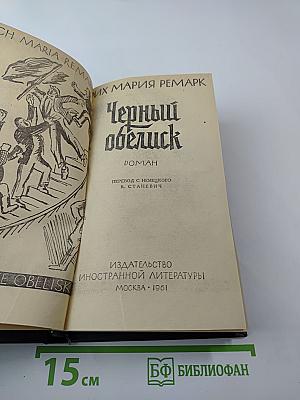 CH MARIA REMA
ИХ МАРИЯ РЕМАРК
Черный
обелиск
РОМАН
ПЕРЕВОД С НЕМЕЦКОГО
В. СТАНЕВИЧ
ИЗДАТЕЛЬСТВО
ИНОСТРАННОЙ ЛИТЕРАТУРЫ
МОСКВА • 1961
E OBELISK
15 см
БФ БИБЛИОФАН